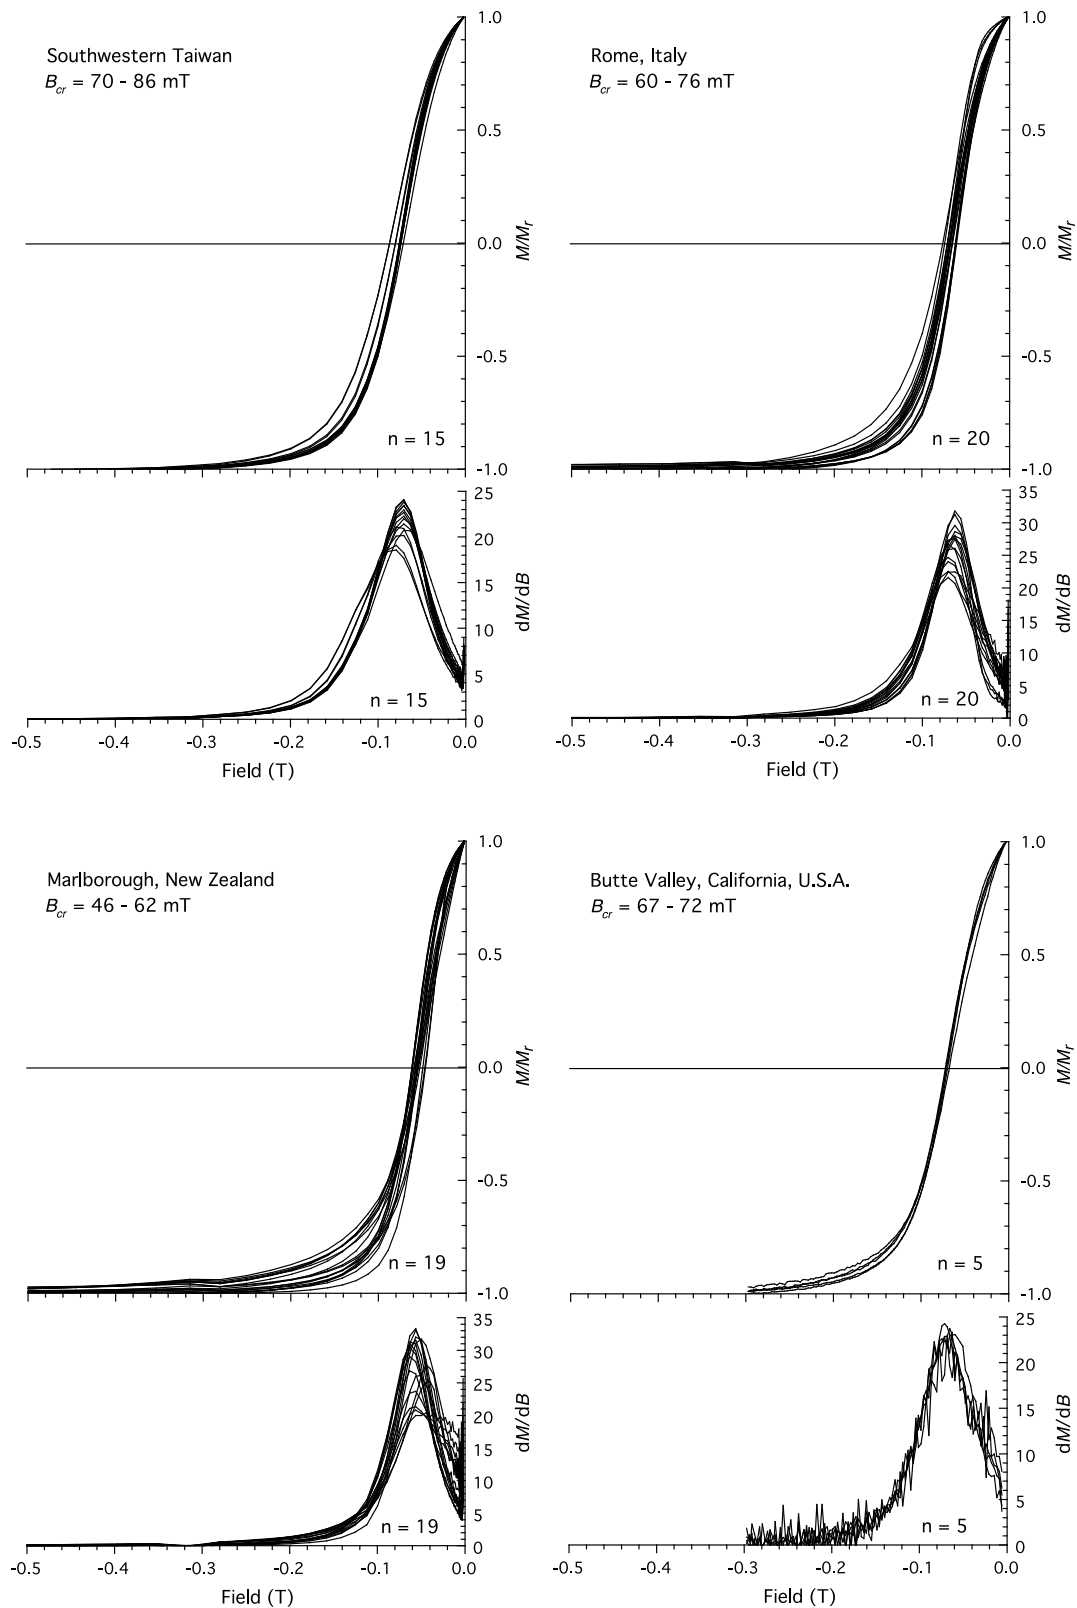 Southwestern Taiwan
Bcr = 70 - 86 mT
1.0
0.5
0.0
-0.5
-1.0
M/Mr
n = 15
25
20
15
10
5
0
dM/dB
n = 15
-0.5
-0.4
-0.3
-0.2
-0.1
0.0
Field (T)
Rome, Italy
Bcr = 60 - 76 mT
1.0
0.5
0.0
-0.5
-1.0
M/Mr
n = 20
35
30
25
20
15
10
5
0
dM/dB
n = 20
-0.5
-0.4
-0.3
-0.2
-0.1
0.0
Field (T)
Marlborough, New Zealand
Bcr = 46 - 62 mT
1.0
0.5
0.0
-0.5
-1.0
M/Mr
n = 19
35
30
25
20
15
10
5
0
dM/dB
n = 19
-0.5
-0.4
-0.3
-0.2
-0.1
0.0
Field (T)
Butte Valley, California, U.S.A.
Bcr = 67 - 72 mT
1.0
0.5
0.0
-0.5
-1.0
M/Mr
n = 5
25
20
15
10
5
0
dM/dB
n = 5
-0.5
-0.4
-0.3
-0.2
-0.1
0.0
Field (T)